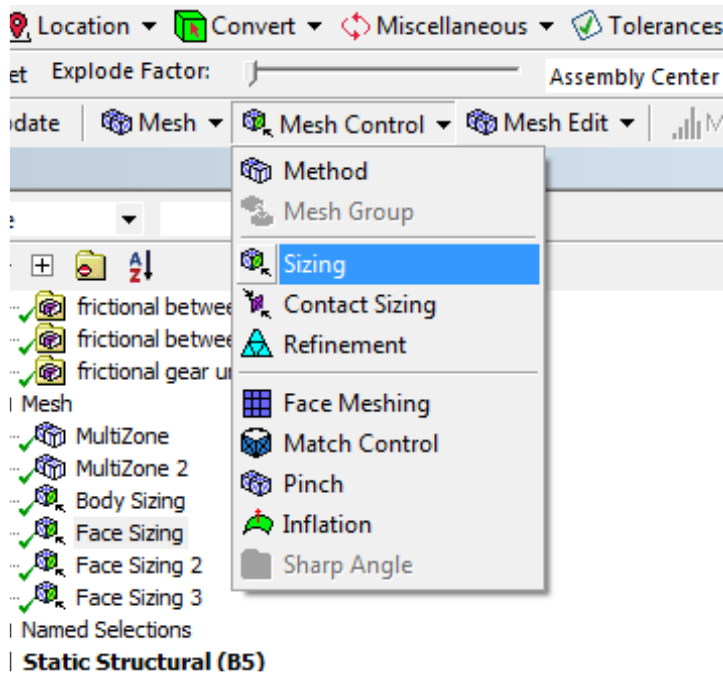 Location Convert Miscellaneous Tolerances
et Explode Factor: Assembly Center
date Mesh Mesh Control Mesh Edit M
Method
Mesh Group
Sizing
Contact Sizing
Refinement
Face Meshing
Match Control
Pinch
Inflation
Sharp Angle
frictional betwee
frictional betwee
frictional gear u
Mesh
MultiZone
MultiZone 2
Body Sizing
Face Sizing
Face Sizing 2
Face Sizing 3
Named Selections
Static Structural (B5)